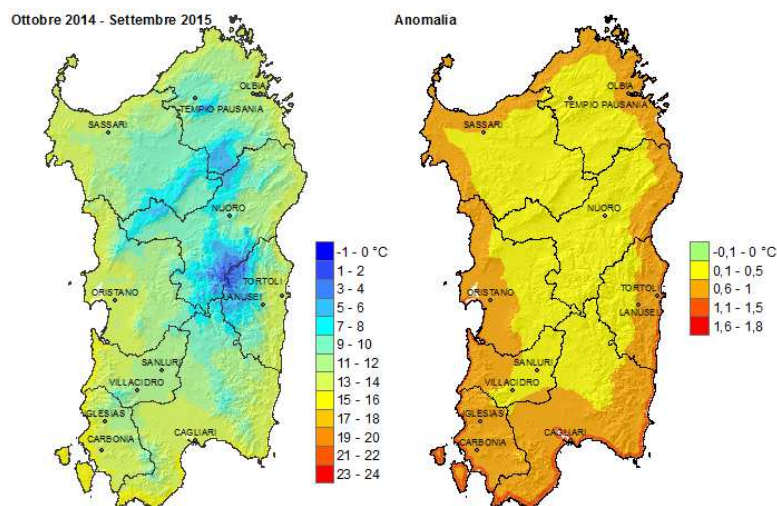 Ottobre 2014 - Settembre 2015
OLBIA
TEMPIO PAUSANIA
SASSARI
NUORO
TORTOLI
ORISTANO
LANUSEI
SANLURI
VILLACIDRO
IGLESIAS
CARBONIA
CAGLIARI
-1 - 0 °C
1 - 2
3 - 4
5 - 6
7 - 8
9 - 10
11 - 12
13 - 14
15 - 16
17 - 18
19 - 20
21 - 22
23 - 24
Anomalia
OLBIA
TEMPIO PAUSANIA
SASSARI
NUORO
TORTOLI
ORISTANO
LANUSEI
SANLURI
VILLACIDRO
IGLESIAS
CARBONIA
CAGLIARI
-0,1 - 0 °C
0,1 - 0,5
0,6 - 1
1,1 - 1,5
1,6 - 1,8